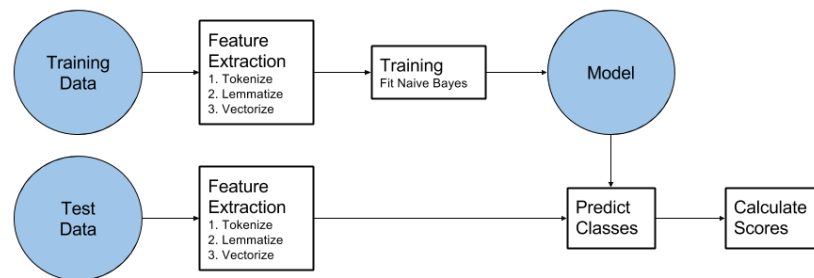 Training
Data
Feature
Extraction
1. Tokenize
2. Lemmatize
3. Vectorize
Training
Fit Naive Bayes
Model
Test
Data
Feature
Extraction
1. Tokenize
2. Lemmatize
3. Vectorize
Predict
Classes
Calculate
Scores